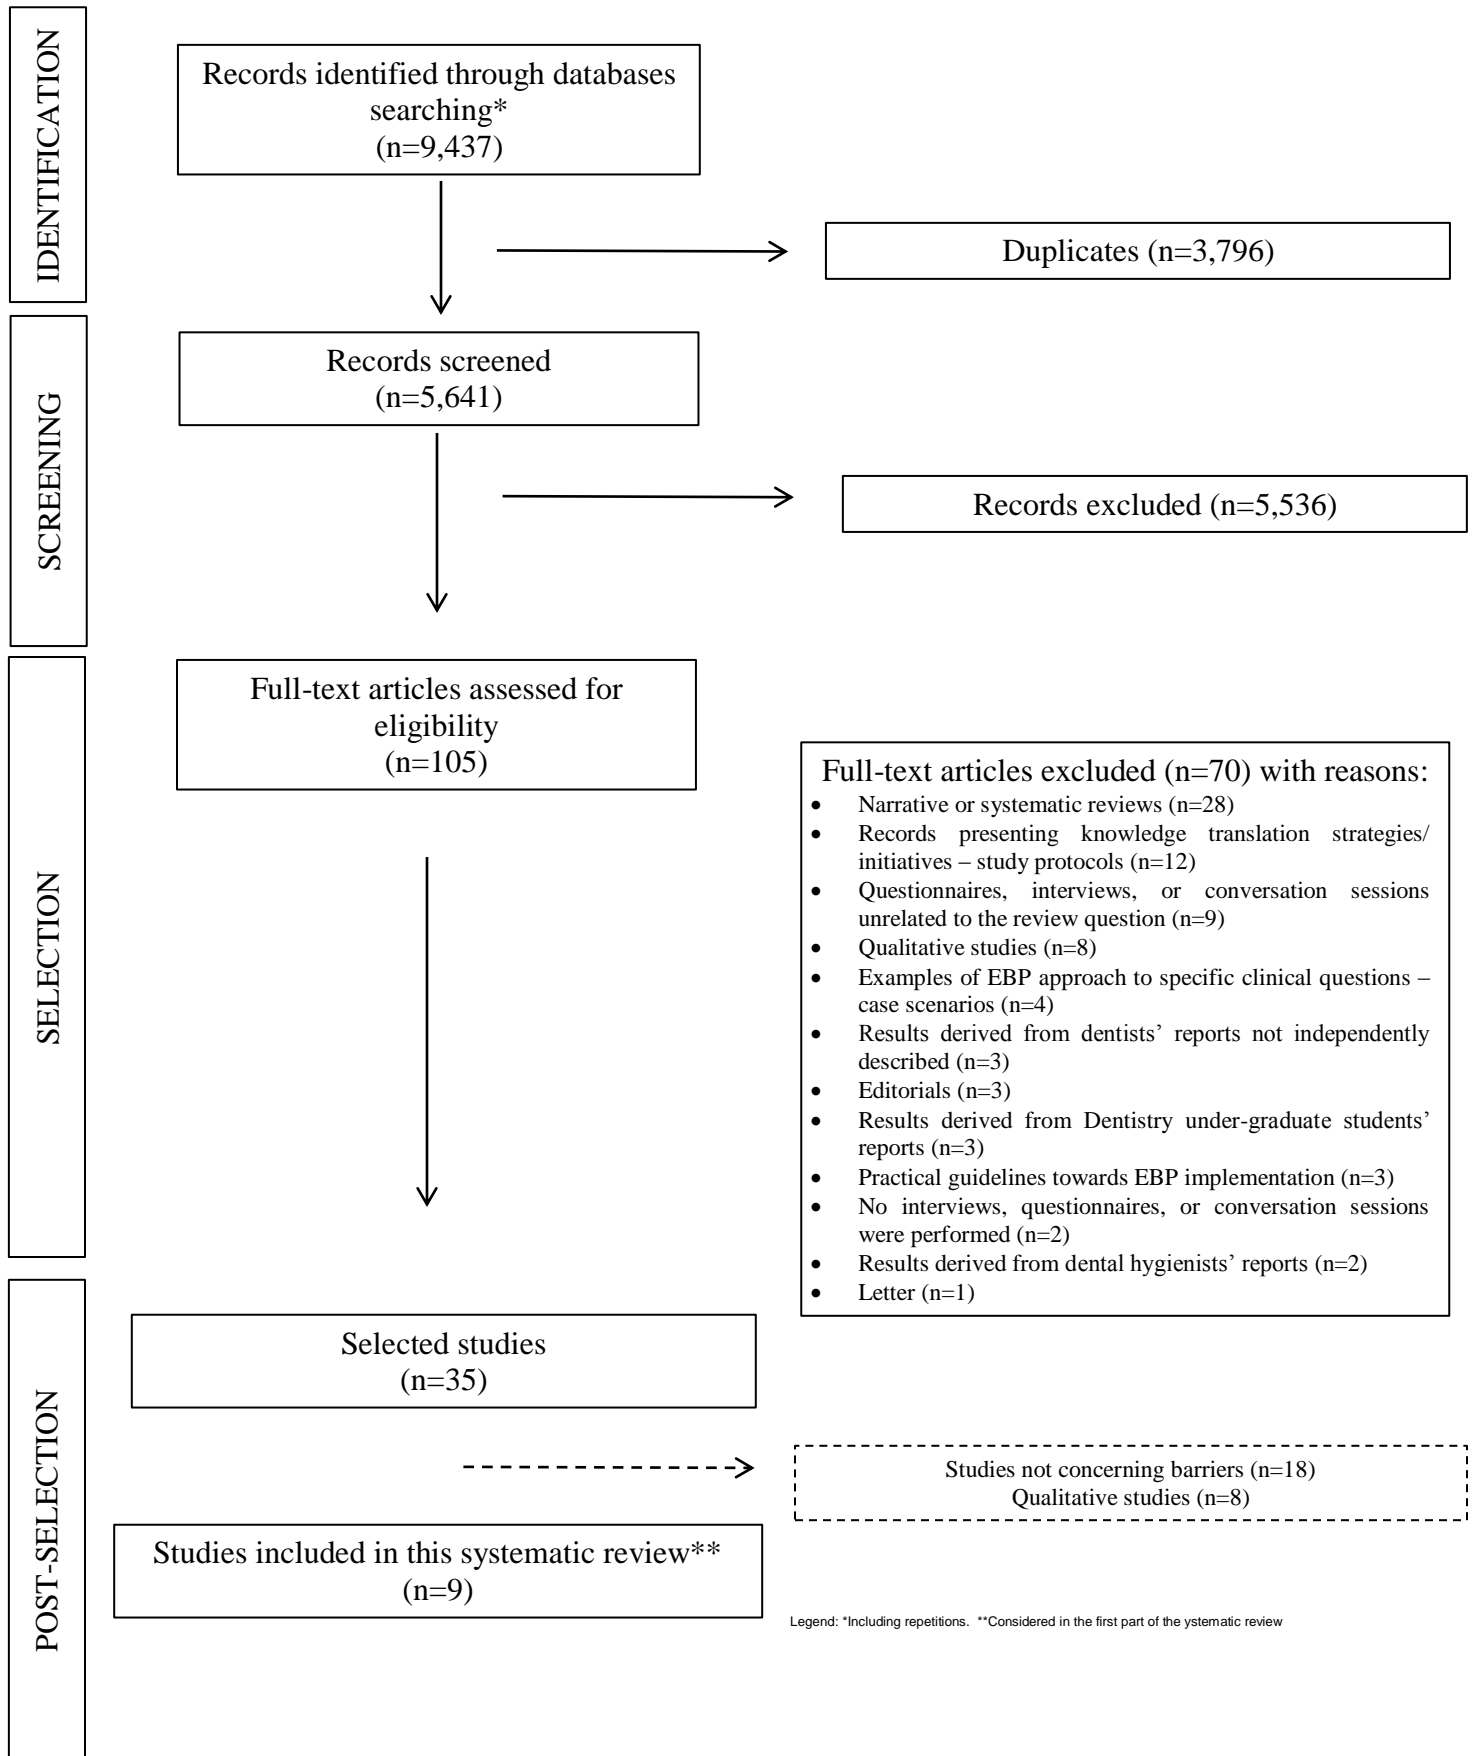 IDENTIFICATION
Records identified through databases
searching*
(n=9,437)
Duplicates (n=3,796)
SCREENING
Records screened
(n=5,641)
Records excluded (n=5,536)
SELECTION
Full-text articles assessed for
eligibility
(n=105)
Full-text articles excluded (n=70) with reasons:
• Narrative or systematic reviews (n=28)
• Records presenting knowledge translation strategies/
initiatives – study protocols (n=12)
• Questionnaires, interviews, or conversation sessions
unrelated to the review question (n=9)
• Qualitative studies (n=8)
• Examples of EBP approach to specific clinical questions –
case scenarios (n=4)
• Results derived from dentists’ reports not independently
described (n=3)
• Editorials (n=3)
• Results derived from Dentistry under-graduate students’
reports (n=3)
• Practical guidelines towards EBP implementation (n=3)
• No interviews, questionnaires, or conversation sessions
were performed (n=2)
• Results derived from dental hygienists’ reports (n=2)
• Letter (n=1)
POST-SELECTION
Selected studies
(n=35)
Studies not concerning barriers (n=18)
Qualitative studies (n=8)
Studies included in this systematic review**
(n=9)
Legend: *Including repetitions. **Considered in the first part of the ystematic review